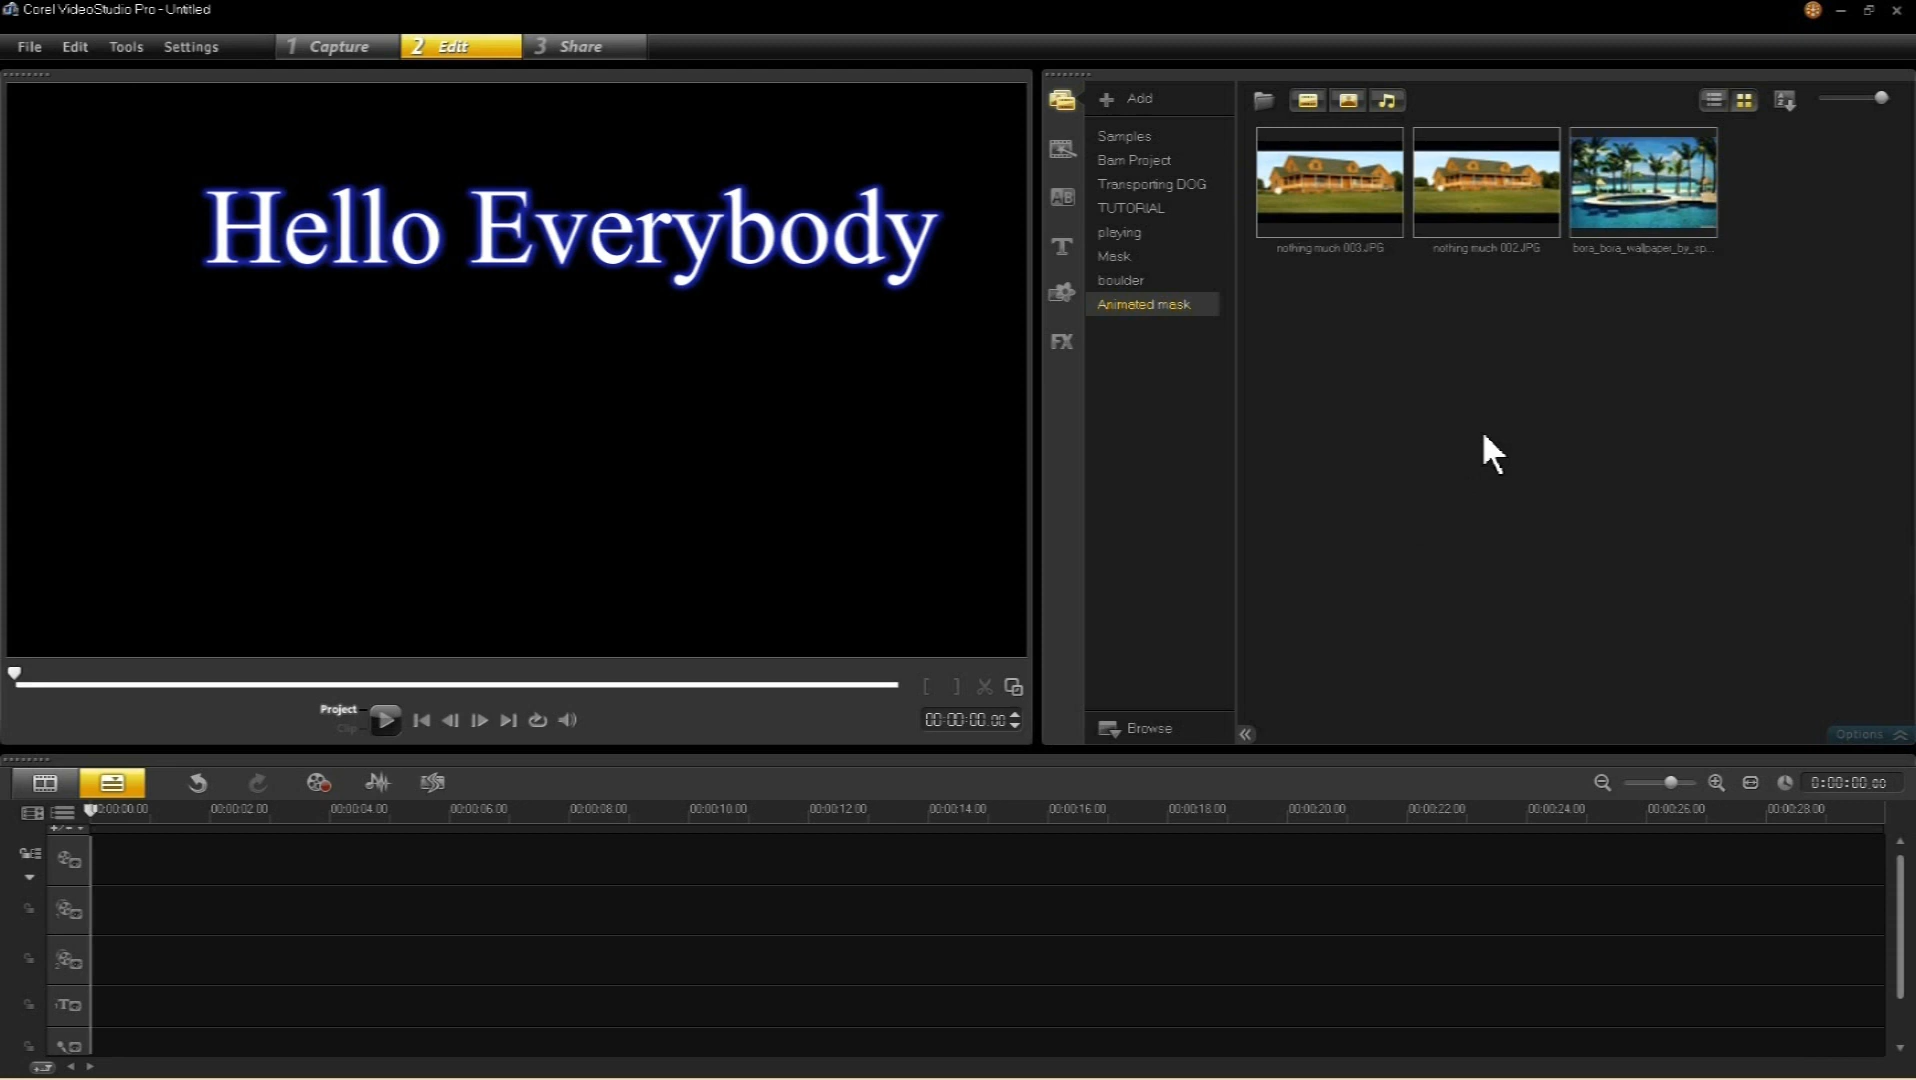 Corel VideoStudio Pro - Untitled
File Edit Tools Settings 1 Capture 2 Edit 3 Share
Hello Everybody
Add
Samples
Bam Project
Transporting DOG
TUTORIAL
playing
Mask
boulder
Animated mask
Browse
nothing much 003.JPG nothing much 002.JPG bora_bora_wallpaper_by_sp...
AB
T
FX
Options
Project
Clip
[ ]
00:00:00.00
0:00:00.00
00:00:00.00 00:00:02.00 00:00:04.00 00:00:06.00 00:00:08.00 00:00:10.00 00:00:12.00 00:00:14.00 00:00:16.00 00:00:18.00 00:00:20.00 00:00:22.00 00:00:24.00 00:00:26.00 00:00:28.00